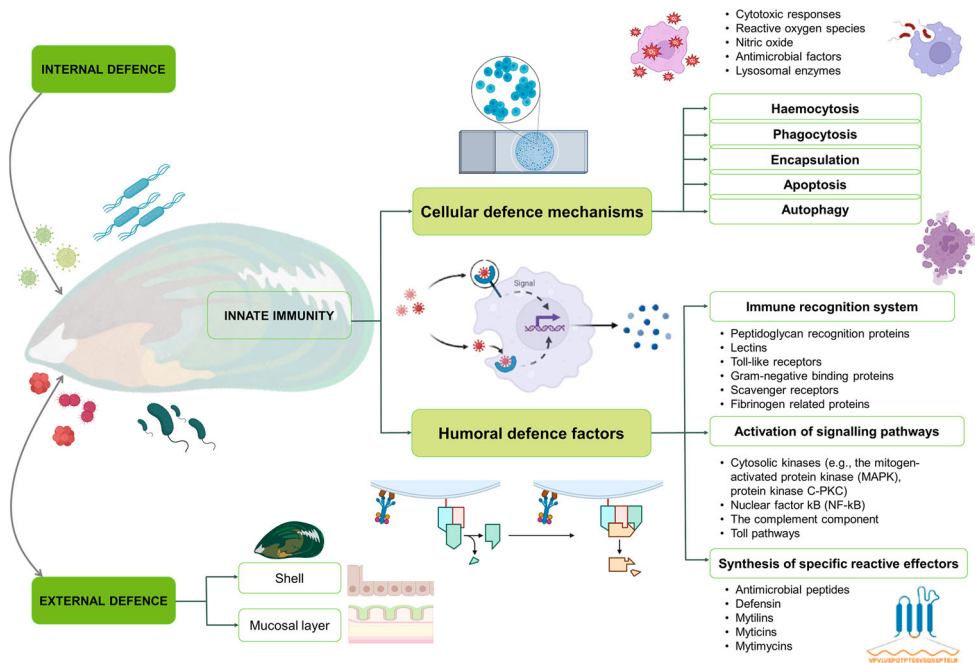 INTERNAL DEFENCE
INNATE IMMUNITY
EXTERNAL DEFENCE
Shell
Mucosal layer
Cellular defence mechanisms
• Cytotoxic responses
• Reactive oxygen species
• Nitric oxide
• Antimicrobial factors
• Lysosomal enzymes
Haemocytosis
Phagocytosis
Encapsulation
Apoptosis
Autophagy
Signal
Humoral defence factors
Immune recognition system
• Peptidoglycan recognition proteins
• Lectins
• Toll-like receptors
• Gram-negative binding proteins
• Scavenger receptors
• Fibrinogen related proteins
Activation of signalling pathways
• Cytosolic kinases (e.g., the mitogen-
activated protein kinase (MAPK),
protein kinase C-PKC)
• Nuclear factor kB (NF-kB)
• The complement component
• Toll pathways
Synthesis of specific reactive effectors
• Antimicrobial peptides
• Defensin
• Mytilins
• Myticins
• Mytimycins